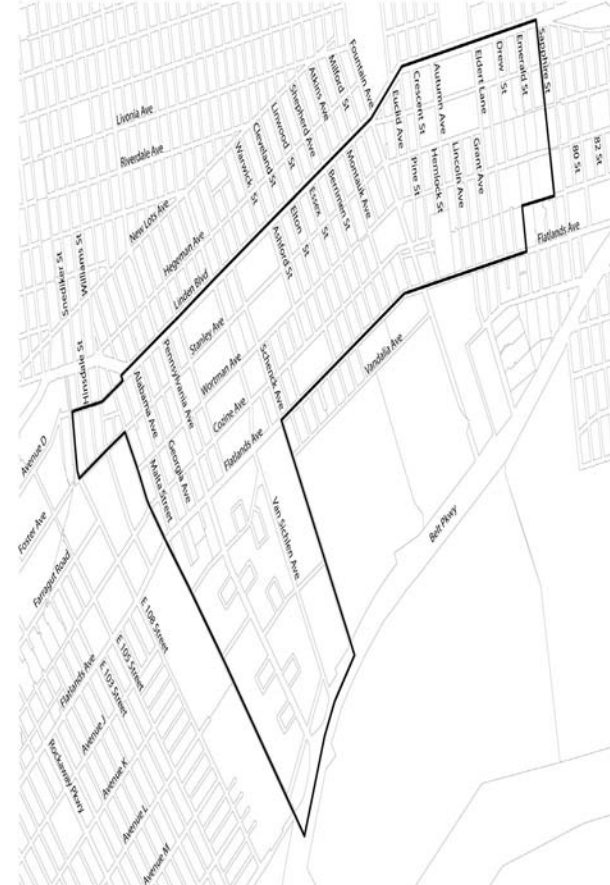 Fountain Ave
Milford St
Atkins Ave
Shepherd Ave
Linwood St
Cleveland St
Warwick St
Livonia Ave
Riverdale Ave
New Lots Ave
Hegeman Ave
Linden Blvd
Sapphire St
Emerald St
Drew St
Eldert Lane
Autumn Ave
Crescent St
Euclid Ave
82 St
80 St
Grant Ave
Lincoln Ave
Hemlock St
Pine St
Montauk Ave
Berriman St
Essex St
Elton St
Ashford St
Flatlands Ave
Williams St
Snediker St
Hinsdale St
Stanley Ave
Wortman Ave
Cozine Ave
Flatlands Ave
Schenck Ave
Vandalia Ave
Pennsylvania Ave
Alabama Ave
Georgia Ave
Malta Street
Van Sichlen Ave
Belt Pkwy
Avenue D
Foster Ave
Farragut Road
Flatlands Ave
E 108 Street
E 105 Street
E 103 Street
Avenue J
Avenue K
Avenue L
Avenue M
Rockaway Pkwy